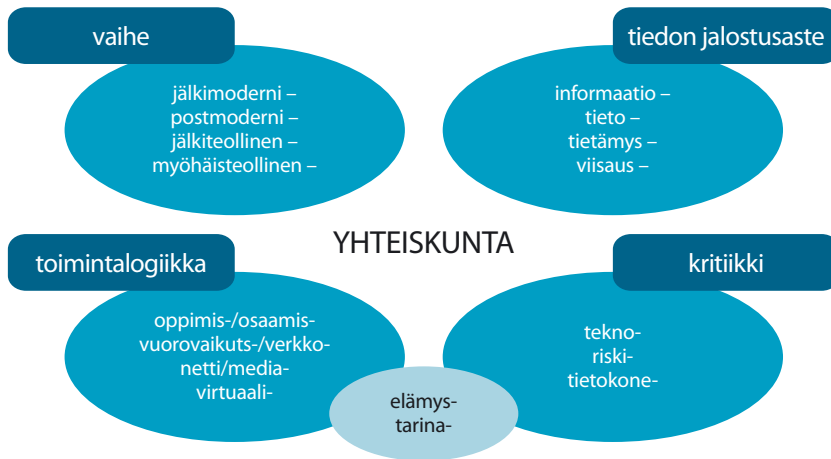 vaihe
jälkimoderni –
postmoderni –
jälkiteollinen –
myöhäisteollinen –
tiedon jalostusaste
informaatio –
tieto –
tietämys –
viisaus –
YHTEISKUNTA
toimintalogiikka
oppimis-/osaamis-
vuorovaikuts-/verkko-
netti/media-
virtuaali-
kritiikki
tekno-
riski-
tietokone-
elämys-
tarina-